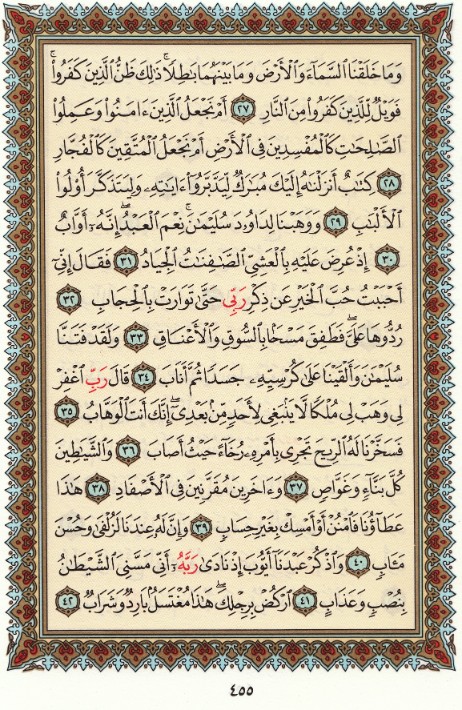 وَمَا خَلَقْنَا ٱلسَّمَآءَ وَٱلْأَرْضَ وَمَا بَيْنَهُمَا بَٰطِلًا ۚ ذَٰلِكَ ظَنُّ ٱلَّذِينَ كَفَرُوا۟ ۚ
فَوَيْلٌ لِّلَّذِينَ كَفَرُوا۟ مِنَ ٱلنَّارِ ٢٧ أَمْ نَجْعَلُ ٱلَّذِينَ ءَامَنُوا۟ وَعَمِلُوا۟
ٱلصَّٰلِحَٰتِ كَٱلْمُفْسِدِينَ فِى ٱلْأَرْضِ أَمْ نَجْعَلُ ٱلْمُتَّقِينَ كَٱلْفُجَّارِ
٢٨ كِتَٰبٌ أَنزَلْنَٰهُ إِلَيْكَ مُبَٰرَكٌ لِّيَدَّبَّرُوٓا۟ ءَايَٰتِهِۦ وَلِيَتَذَكَّرَ أُو۟لُوا۟
ٱلْأَلْبَٰبِ ٢٩ وَوَهَبْنَا لِدَاوُۥدَ سُلَيْمَٰنَ ۚ نِعْمَ ٱلْعَبْدُ ۖ إِنَّهُۥٓ أَوَّابٌ
٣٠ إِذْ عُرِضَ عَلَيْهِ بِٱلْعَشِىِّ ٱلصَّٰفِنَٰتُ ٱلْجِيَادُ ٣١ فَقَالَ إِنِّىٓ
أَحْبَبْتُ حُبَّ ٱلْخَيْرِ عَن ذِكْرِ رَبِّى حَتَّىٰ تَوَارَتْ بِٱلْحِجَابِ ٣٢
رُدُّوهَا عَلَىَّ ۖ فَطَفِقَ مَسْحًۢا بِٱلسُّوقِ وَٱلْأَعْنَاقِ ٣٣ وَلَقَدْ فَتَنَّا
سُلَيْمَٰنَ وَأَلْقَيْنَا عَلَىٰ كُرْسِيِّهِۦ جَسَدًا ثُمَّ أَنَابَ ٣٤ قَالَ رَبِّ ٱغْفِرْ
لِى وَهَبْ لِى مُلْكًا لَّا يَنۢبَغِى لِأَحَدٍ مِّنۢ بَعْدِىٓ ۖ إِنَّكَ أَنتَ ٱلْوَهَّابُ ٣٥
فَسَخَّرْنَا لَهُ ٱلرِّيحَ تَجْرِى بِأَمْرِهِۦ رُخَآءً حَيْثُ أَصَابَ ٣٦ وَٱلشَّيَٰطِينَ
كُلَّ بَنَّآءٍ وَغَوَّاصٍ ٣٧ وَءَاخَرِينَ مُقَرَّنِينَ فِى ٱلْأَصْفَادِ ٣٨ هَٰذَا
عَطَآؤُنَا فَٱمْنُنْ أَوْ أَمْسِكْ بِغَيْرِ حِسَابٍ ٣٩ وَإِنَّ لَهُۥ عِندَنَا لَزُلْفَىٰ وَحُسْنَ
مَـَٔابٍ ٤٠ وَٱذْكُرْ عَبْدَنَآ أَيُّوبَ إِذْ نَادَىٰ رَبَّهُۥٓ أَنِّى مَسَّنِىَ ٱلشَّيْطَٰنُ
بِنُصْبٍ وَعَذَابٍ ٤١ ٱرْكُضْ بِرِجْلِكَ ۖ هَٰذَا مُغْتَسَلٌۢ بَارِدٌ وَشَرَابٌ ٤٢
٤٥٥